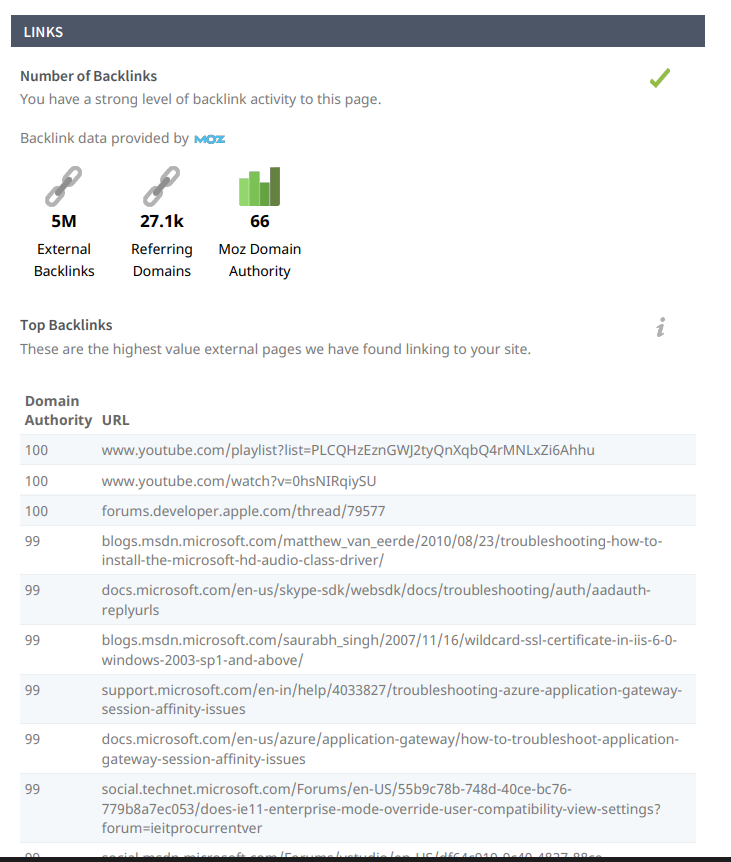 LINKS
Number of Backlinks
You have a strong level of backlink activity to this page.
Backlink data provided by MOZ
5M
External
Backlinks
27.1k
Referring
Domains
66
Moz Domain
Authority
Top Backlinks
These are the highest value external pages we have found linking to your site.
Domain
Authority URL
100 www.youtube.com/playlist?list=PLCQHzEznGWJ2tyQnXqbQ4rMNLxZi6Ahhu
100 www.youtube.com/watch?v=0hsNIRqiySU
100 forums.developer.apple.com/thread/79577
99 blogs.msdn.microsoft.com/matthew_van_eerde/2010/08/23/troubleshooting-how-to-
install-the-microsoft-hd-audio-class-driver/
99 docs.microsoft.com/en-us/skype-sdk/websdk/docs/troubleshooting/auth/aadauth-
replyurls
99 blogs.msdn.microsoft.com/saurabh_singh/2007/11/16/wildcard-ssl-certificate-in-iis-6-0-
windows-2003-sp1-and-above/
99 support.microsoft.com/en-in/help/4033827/troubleshooting-azure-application-gateway-
session-affinity-issues
99 docs.microsoft.com/en-us/azure/application-gateway/how-to-troubleshoot-application-
gateway-session-affinity-issues
99 social.technet.microsoft.com/Forums/en-US/55b9c78b-748d-40ce-bc76-
779b8a7ec053/does-ie11-enterprise-mode-override-user-compatibility-view-settings?
forum=ieitprocurrentver